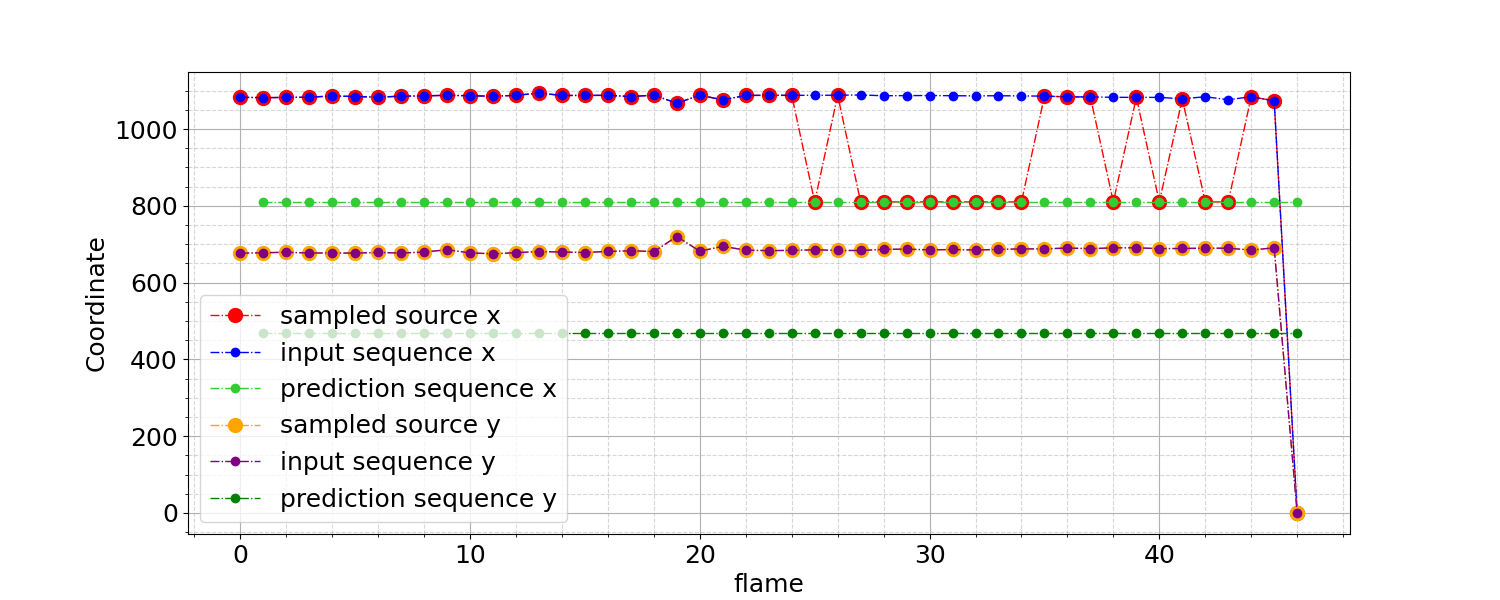 1000
800
600
400
200
0
Coordinate
sampled source x
input sequence x
prediction sequence x
sampled source y
input sequence y
prediction sequence y
0 10 20 30 40
flame